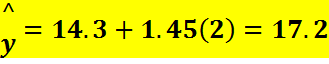 ŷ = 14.3 + 1.45(2) = 17.2